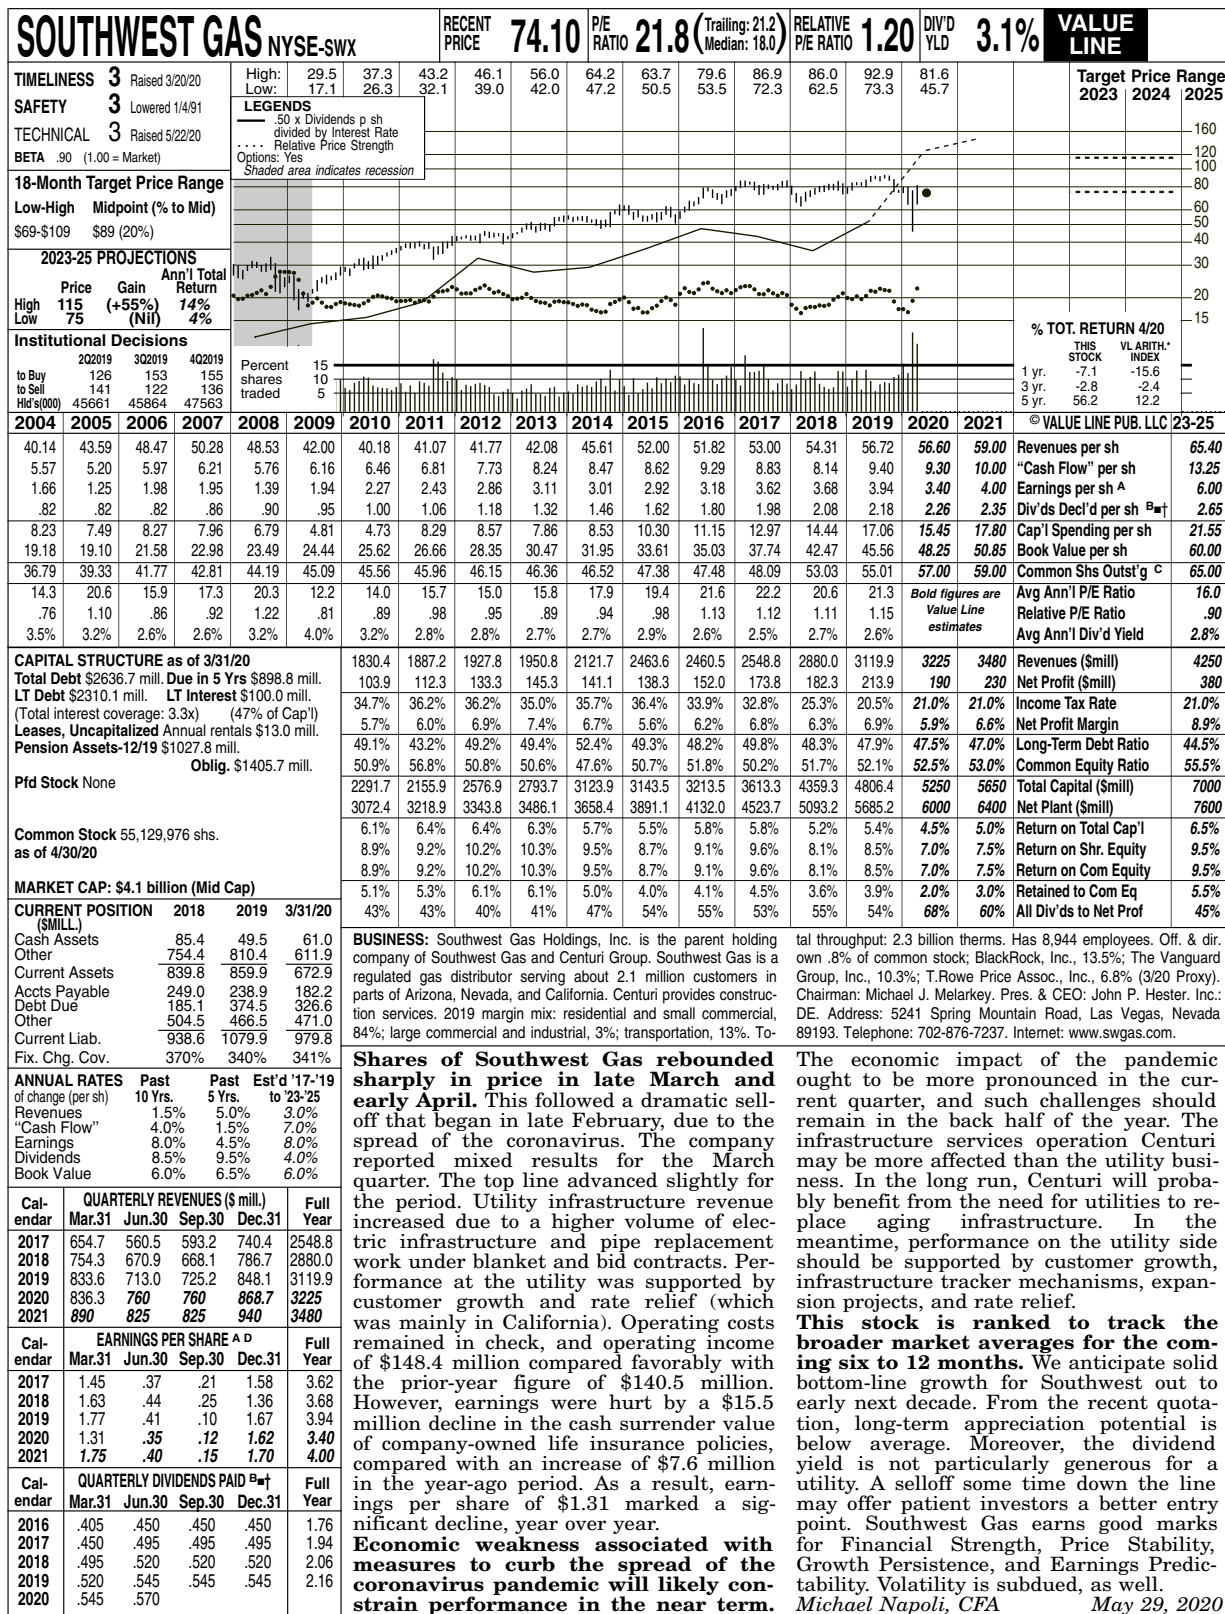 SOUTHWEST GAS NYSE-SWX
RECENT PRICE 74.10
P/E RATIO 21.8 (Trailing: 21.2 Median: 18.0)
RELATIVE P/E RATIO 1.20
DIV'D YLD 3.1%
VALUE LINE
TIMELINESS 3 Raised 3/20/20
SAFETY 3 Lowered 1/4/91
TECHNICAL 3 Raised 5/22/20
BETA .90 (1.00 = Market)
18-Month Target Price Range
Low-High Midpoint (% to Mid)
$69-$109 $89 (20%)
2023-25 PROJECTIONS
Ann'l Total
Price Gain Return
High 115 (+55%) 14%
Low 75 (Nil) 4%
Institutional Decisions
2Q2019 3Q2019 4Q2019
to Buy 126 153 155
to Sell 141 122 136
Hld's(000) 45661 45864 47563
High: 29.5 37.3 43.2 46.1 56.0 64.2 63.7 79.6 86.9 86.0 92.9 81.6
Low: 17.1 26.3 32.1 39.0 42.0 47.2 50.5 53.5 72.3 62.5 73.3 45.7
LEGENDS
.50 x Dividends p sh
divided by Interest Rate
. . . . Relative Price Strength
Options: Yes
Shaded area indicates recession
Target Price Range
2023 2024 2025
160
120
100
80
60
50
40
30
20
15
Percent shares traded
15
10
5
% TOT. RETURN 4/20
THIS STOCK VL ARITH.* INDEX
1 yr. -7.1 -15.6
3 yr. -2.8 -2.4
5 yr. 56.2 12.2
2004 2005 2006 2007 2008 2009 2010 2011 2012 2013 2014 2015 2016 2017 2018 2019 2020 2021 © VALUE LINE PUB. LLC 23-25
40.14 43.59 48.47 50.28 48.53 42.00 40.18 41.07 41.77 42.08 45.61 52.00 51.82 53.00 54.31 56.72 56.60 59.00 Revenues per sh 65.40
5.57 5.20 5.97 6.21 5.76 6.16 6.46 6.81 7.73 8.24 8.47 8.62 9.29 8.83 8.14 9.40 9.30 10.00 "Cash Flow" per sh 13.25
1.66 1.25 1.98 1.95 1.39 1.94 2.27 2.43 2.86 3.11 3.01 2.92 3.18 3.62 3.68 3.94 3.40 4.00 Earnings per sh A 6.00
.82 .82 .82 .86 .90 .95 1.00 1.06 1.18 1.32 1.46 1.62 1.80 1.98 2.08 2.18 2.26 2.35 Div'ds Decl'd per sh B■† 2.65
8.23 7.49 8.27 7.96 6.79 4.81 4.73 8.29 8.57 7.86 8.53 10.30 11.15 12.97 14.44 17.06 15.45 17.80 Cap'l Spending per sh 21.55
19.18 19.10 21.58 22.98 23.49 24.44 25.62 26.66 28.35 30.47 31.95 33.61 35.03 37.74 42.47 45.56 48.25 50.85 Book Value per sh 60.00
36.79 39.33 41.77 42.81 44.19 45.09 45.56 45.96 46.15 46.36 46.52 47.38 47.48 48.09 53.03 55.01 57.00 59.00 Common Shs Outst'g C 65.00
14.3 20.6 15.9 17.3 20.3 12.2 14.0 15.7 15.0 15.8 17.9 19.4 21.6 22.2 20.6 21.3 Bold figures are Avg Ann'l P/E Ratio 16.0
.76 1.10 .86 .92 1.22 .81 .89 .98 .95 .89 .94 .98 1.13 1.12 1.11 1.15 Value Line Relative P/E Ratio .90
3.5% 3.2% 2.6% 2.6% 3.2% 4.0% 3.2% 2.8% 2.8% 2.7% 2.7% 2.9% 2.6% 2.5% 2.7% 2.6% estimates Avg Ann'l Div'd Yield 2.8%
CAPITAL STRUCTURE as of 3/31/20
Total Debt $2636.7 mill. Due in 5 Yrs $898.8 mill.
LT Debt $2310.1 mill. LT Interest $100.0 mill.
(Total interest coverage: 3.3x) (47% of Cap'l)
Leases, Uncapitalized Annual rentals $13.0 mill.
Pension Assets-12/19 $1027.8 mill.
Oblig. $1405.7 mill.
Pfd Stock None
Common Stock 55,129,976 shs.
as of 4/30/20
MARKET CAP: $4.1 billion (Mid Cap)
1830.4 1887.2 1927.8 1950.8 2121.7 2463.6 2460.5 2548.8 2880.0 3119.9 3225 3480 Revenues ($mill) 4250
103.9 112.3 133.3 145.3 141.1 138.3 152.0 173.8 182.3 213.9 190 230 Net Profit ($mill) 380
34.7% 36.2% 36.2% 35.0% 35.7% 36.4% 33.9% 32.8% 25.3% 20.5% 21.0% 21.0% Income Tax Rate 21.0%
5.7% 6.0% 6.9% 7.4% 6.7% 5.6% 6.2% 6.8% 6.3% 6.9% 5.9% 6.6% Net Profit Margin 8.9%
49.1% 43.2% 49.2% 49.4% 52.4% 49.3% 48.2% 49.8% 48.3% 47.9% 47.5% 47.0% Long-Term Debt Ratio 44.5%
50.9% 56.8% 50.8% 50.6% 47.6% 50.7% 51.8% 50.2% 51.7% 52.1% 52.5% 53.0% Common Equity Ratio 55.5%
2291.7 2155.9 2576.9 2793.7 3123.9 3143.5 3213.5 3613.3 4359.3 4806.4 5250 5650 Total Capital ($mill) 7000
3072.4 3218.9 3343.8 3486.1 3658.4 3891.1 4132.0 4523.7 5093.2 5685.2 6000 6400 Net Plant ($mill) 7600
6.1% 6.4% 6.4% 6.3% 5.7% 5.5% 5.8% 5.8% 5.2% 5.4% 4.5% 5.0% Return on Total Cap'l 6.5%
8.9% 9.2% 10.2% 10.3% 9.5% 8.7% 9.1% 9.6% 8.1% 8.5% 7.0% 7.5% Return on Shr. Equity 9.5%
8.9% 9.2% 10.2% 10.3% 9.5% 8.7% 9.1% 9.6% 8.1% 8.5% 7.0% 7.5% Return on Com Equity 9.5%
5.1% 5.3% 6.1% 6.1% 5.0% 4.0% 4.1% 4.5% 3.6% 3.9% 2.0% 3.0% Retained to Com Eq 5.5%
43% 43% 40% 41% 47% 54% 55% 53% 55% 54% 68% 60% All Div'ds to Net Prof 45%
CURRENT POSITION 2018 2019 3/31/20
($MILL.)
Cash Assets 85.4 49.5 61.0
Other 754.4 810.4 611.9
Current Assets 839.8 859.9 672.9
Accts Payable 249.0 238.9 182.2
Debt Due 185.1 374.5 326.6
Other 504.5 466.5 471.0
Current Liab. 938.6 1079.9 979.8
Fix. Chg. Cov. 370% 340% 341%
ANNUAL RATES Past Past Est'd '17-'19
of change (per sh) 10 Yrs. 5 Yrs. to '23-'25
Revenues 1.5% 5.0% 3.0%
"Cash Flow" 4.0% 1.5% 7.0%
Earnings 8.0% 4.5% 8.0%
Dividends 8.5% 9.5% 4.0%
Book Value 6.0% 6.5% 6.0%
Cal-endar QUARTERLY REVENUES ($ mill.) Full Year
Mar.31 Jun.30 Sep.30 Dec.31
2017 654.7 560.5 593.2 740.4 2548.8
2018 754.3 670.9 668.1 786.7 2880.0
2019 833.6 713.0 725.2 848.1 3119.9
2020 836.3 760 760 868.7 3225
2021 890 825 825 940 3480
Cal-endar EARNINGS PER SHARE A D Full Year
Mar.31 Jun.30 Sep.30 Dec.31
2017 1.45 .37 .21 1.58 3.62
2018 1.63 .44 .25 1.36 3.68
2019 1.77 .41 .10 1.67 3.94
2020 1.31 .35 .12 1.62 3.40
2021 1.75 .40 .15 1.70 4.00
Cal-endar QUARTERLY DIVIDENDS PAID B■† Full Year
Mar.31 Jun.30 Sep.30 Dec.31
2016 .405 .450 .450 .450 1.76
2017 .450 .495 .495 .495 1.94
2018 .495 .520 .520 .520 2.06
2019 .520 .545 .545 .545 2.16
2020 .545 .570
BUSINESS: Southwest Gas Holdings, Inc. is the parent holding
company of Southwest Gas and Centuri Group. Southwest Gas is a
regulated gas distributor serving about 2.1 million customers in
parts of Arizona, Nevada, and California. Centuri provides construc-
tion services. 2019 margin mix: residential and small commercial,
84%; large commercial and industrial, 3%; transportation, 13%. To-
tal throughput: 2.3 billion therms. Has 8,944 employees. Off. & dir.
own .8% of common stock; BlackRock, Inc., 13.5%; The Vanguard
Group, Inc., 10.3%; T.Rowe Price Assoc., Inc., 6.8% (3/20 Proxy).
Chairman: Michael J. Melarkey. Pres. & CEO: John P. Hester. Inc.:
DE. Address: 5241 Spring Mountain Road, Las Vegas, Nevada
89193. Telephone: 702-876-7237. Internet: www.swgas.com.
Shares of Southwest Gas rebounded
sharply in price in late March and
early April. This followed a dramatic sell-
off that began in late February, due to the
spread of the coronavirus. The company
reported mixed results for the March
quarter. The top line advanced slightly for
the period. Utility infrastructure revenue
increased due to a higher volume of elec-
tric infrastructure and pipe replacement
work under blanket and bid contracts. Per-
formance at the utility was supported by
customer growth and rate relief (which
was mainly in California). Operating costs
remained in check, and operating income
of $148.4 million compared favorably with
the prior-year figure of $140.5 million.
However, earnings were hurt by a $15.5
million decline in the cash surrender value
of company-owned life insurance policies,
compared with an increase of $7.6 million
in the year-ago period. As a result, earn-
ings per share of $1.31 marked a sig-
nificant decline, year over year.
Economic weakness associated with
measures to curb the spread of the
coronavirus pandemic will likely con-
strain performance in the near term.
The economic impact of the pandemic
ought to be more pronounced in the cur-
rent quarter, and such challenges should
remain in the back half of the year. The
infrastructure services operation Centuri
may be more affected than the utility busi-
ness. In the long run, Centuri will proba-
bly benefit from the need for utilities to re-
place aging infrastructure. In the
meantime, performance on the utility side
should be supported by customer growth,
infrastructure tracker mechanisms, expan-
sion projects, and rate relief.
This stock is ranked to track the
broader market averages for the com-
ing six to 12 months. We anticipate solid
bottom-line growth for Southwest out to
early next decade. From the recent quota-
tion, long-term appreciation potential is
below average. Moreover, the dividend
yield is not particularly generous for a
utility. A selloff some time down the line
may offer patient investors a better entry
point. Southwest Gas earns good marks
for Financial Strength, Price Stability,
Growth Persistence, and Earnings Predic-
tability. Volatility is subdued, as well.
Michael Napoli, CFA May 29, 2020